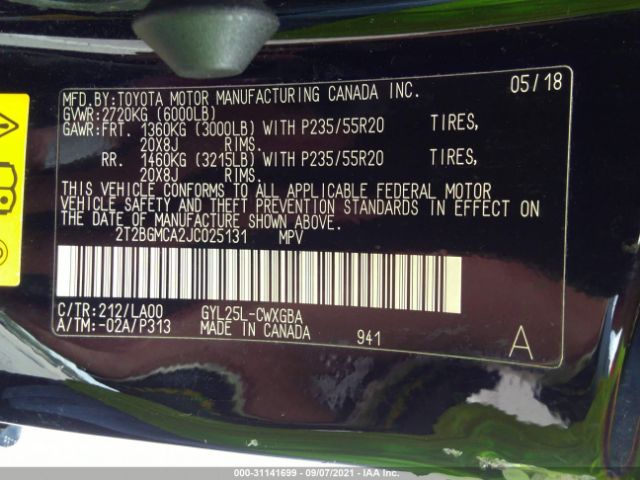 MFD.BY:TOYOTA MOTOR MANUFACTURING CANADA INC. 05/18
GVWR:2720KG (6000LB)
GAWR:FRT. 1360KG (3000LB) WITH P235/55R20 TIRES,
20X8J RIMS.
RR. 1460KG (3215LB) WITH P235/55R20 TIRES,
20X8J RIMS.
THIS VEHICLE CONFORMS TO ALL APPLICABLE FEDERAL MOTOR
VEHICLE SAFETY AND THEFT PREVENTION STANDARDS IN EFFECT ON
THE DATE OF MANUFACTURE SHOWN ABOVE.
2T2BGMCA2JC025131 MPV
C/TR:212/LA00 GYL25L-CWXGBA
A/TM:-02A/P313 MADE IN CANADA 941 A
000-31141699 - 09/07/2021 - IAA Inc.